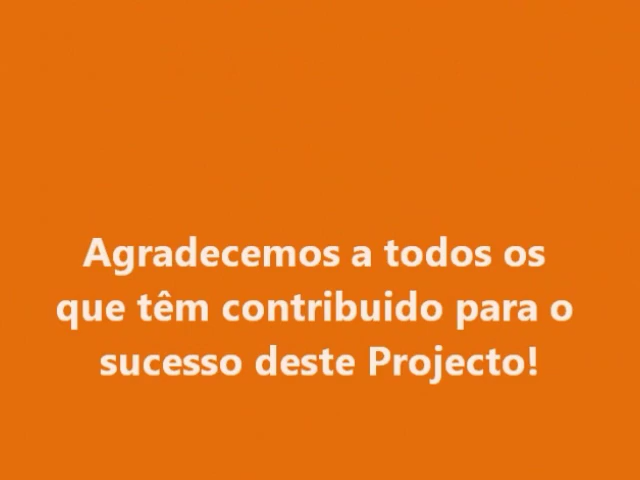 Agradecemos a todos os
que têm contribuido para o
sucesso deste Projecto!